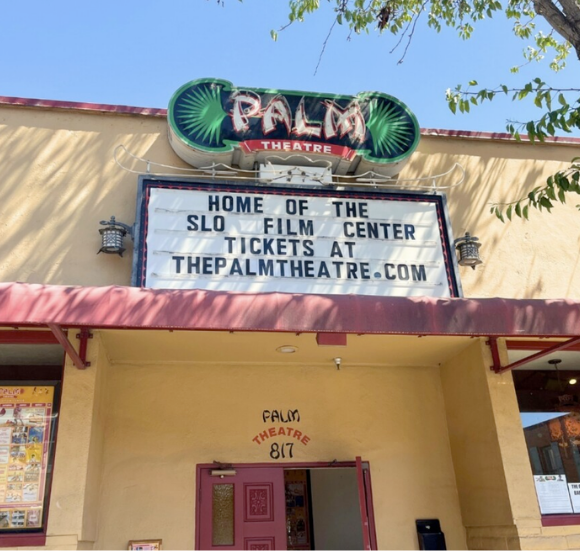 PALM
THEATRE
HOME OF THE
SLO FILM CENTER
TICKETS AT
THEPALMTHEATRE.COM
PALM
THEATRE
817